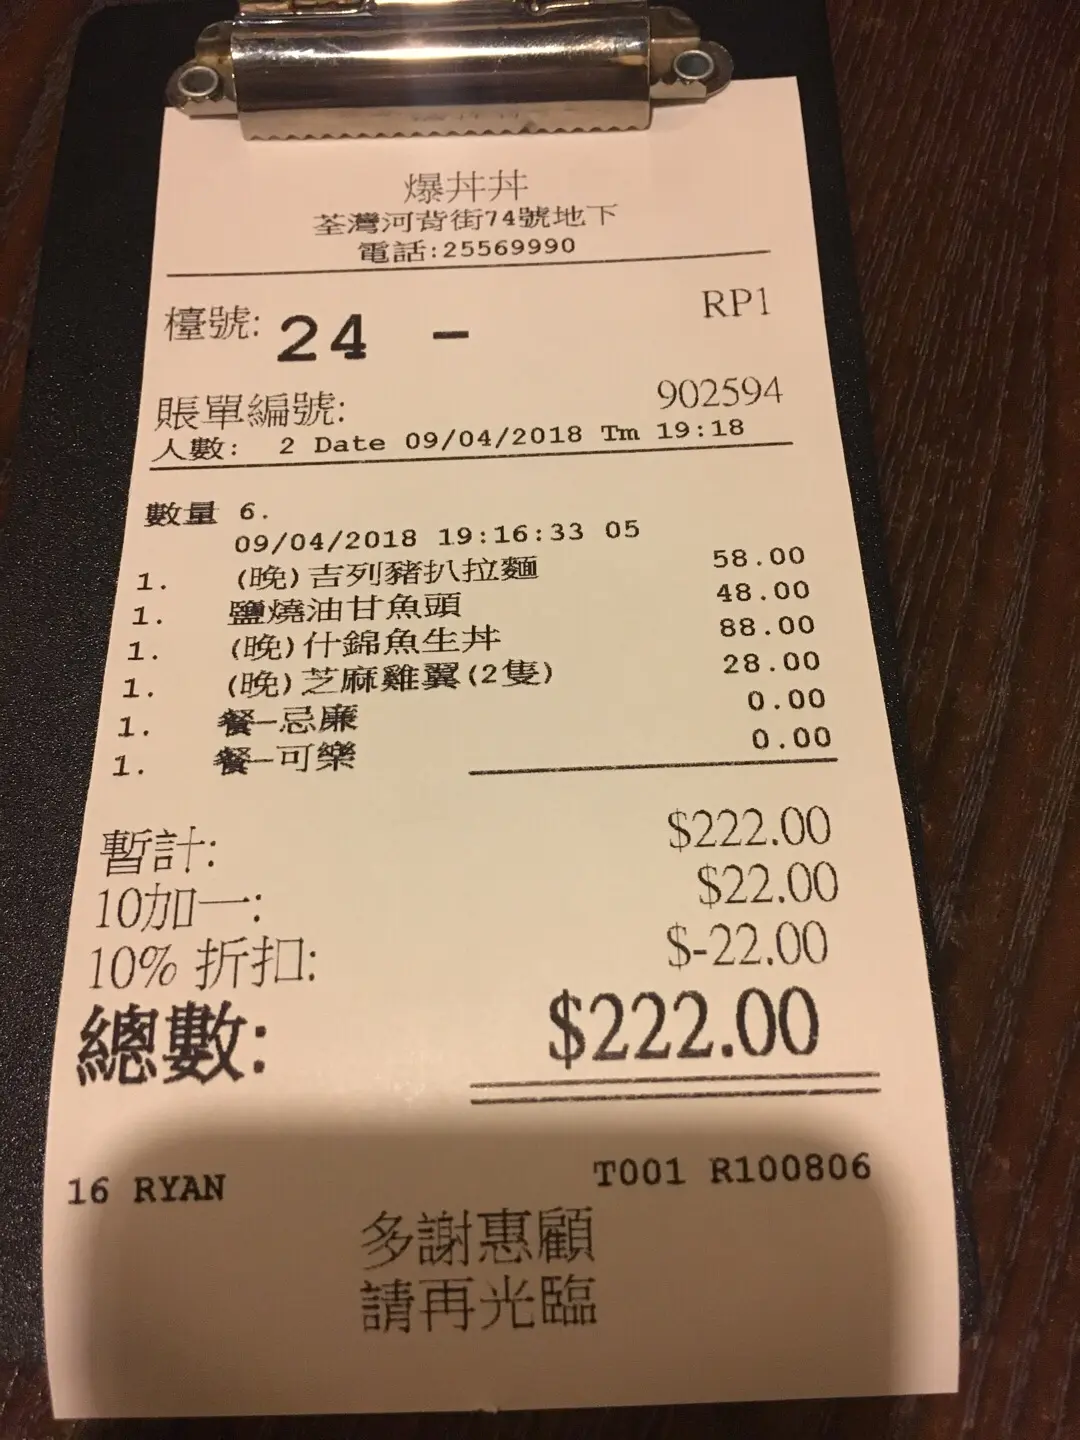 爆丼丼
荃灣河背街74號地下
電話:25569990
RP1
檯號: 24 -
賬單編號: 902594
人數: 2 Date 09/04/2018 Tm 19:18
數量 6.
09/04/2018 19:16:33 05
1. (晚)吉列豬扒拉麵 58.00
1. 鹽燒油甘魚頭 48.00
1. (晚)什錦魚生丼 88.00
1. (晚)芝麻雞翼(2隻) 28.00
1. 餐—忌廉 0.00
1. 餐—可樂 0.00
暫計: $222.00
10加一: $22.00
10% 折扣: $-22.00
總數: $222.00
16 RYAN T001 R100806
多謝惠顧
請再光臨